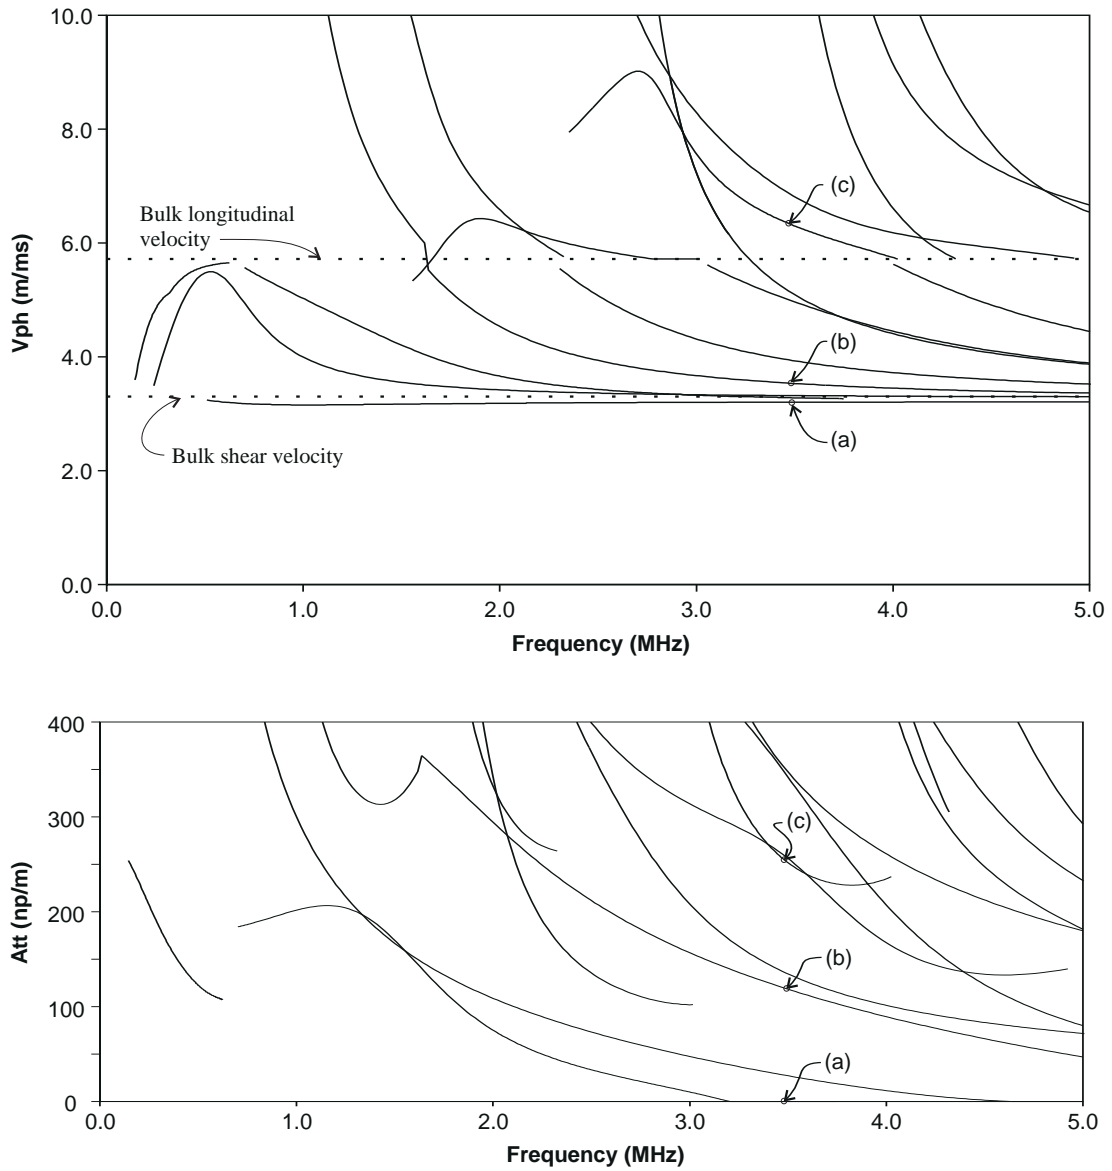 10.0
8.0
6.0
4.0
2.0
0.0
Vph (m/ms)
Bulk longitudinal
velocity
(c)
(b)
(a)
Bulk shear velocity
0.0 1.0 2.0 3.0 4.0 5.0
Frequency (MHz)
400
300
200
100
0
Att (np/m)
(c)
(b)
(a)
0.0 1.0 2.0 3.0 4.0 5.0
Frequency (MHz)